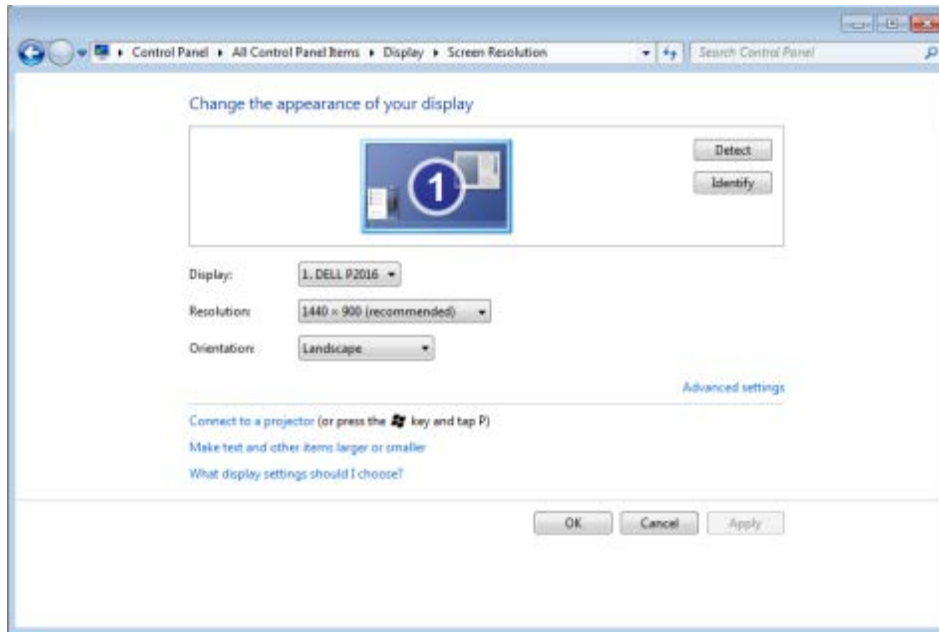 Control Panel ▸ All Control Panel Items ▸ Display ▸ Screen Resolution
Search Control Panel
Change the appearance of your display
1
Detect
Identify
Display: 1. DELL P2016
Resolution: 1440 × 900 (recommended)
Orientation: Landscape
Advanced settings
Connect to a projector (or press the key and tap P)
Make text and other items larger or smaller
What display settings should I choose?
OK Cancel Apply